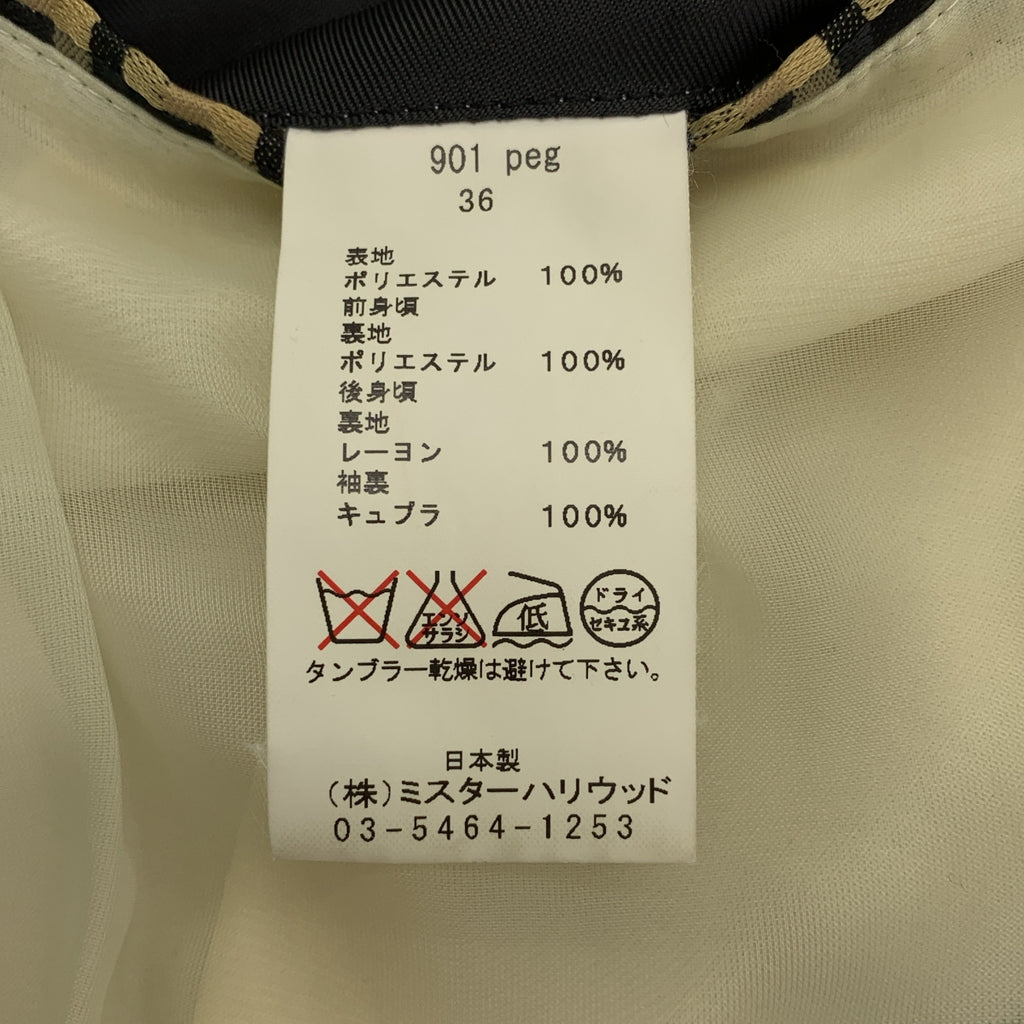 901 peg
36
表地
ポリエステル 100%
前身頃
裏地
ポリエステル 100%
後身頃
裏地
レーヨン 100%
袖裏
キュプラ 100%
エンソ
サラシ
低
ドライ
セキユ系
タンブラー乾燥は避けて下さい。
日本製
(株)ミスターハリウッド
03-5464-1253